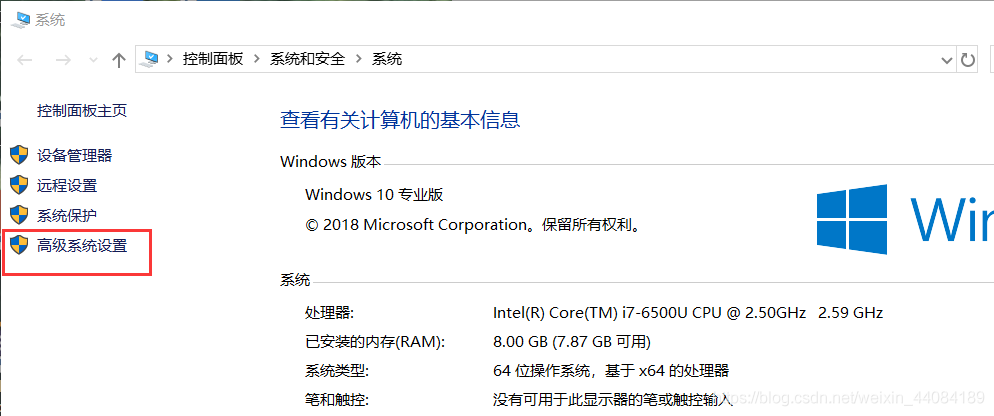 系统
控制面板 > 系统和安全 > 系统
控制面板主页
设备管理器
远程设置
系统保护
高级系统设置
查看有关计算机的基本信息
Windows 版本
Windows 10 专业版
© 2018 Microsoft Corporation。保留所有权利。
Win
系统
处理器: Intel(R) Core(TM) i7-6500U CPU @ 2.50GHz 2.59 GHz
已安装的内存(RAM): 8.00 GB (7.87 GB 可用)
系统类型: 64 位操作系统，基于 x64 的处理器
笔和触控: 没有可用于此显示器的笔或触控输入
https://blog.csdn.net/weixin_44084189